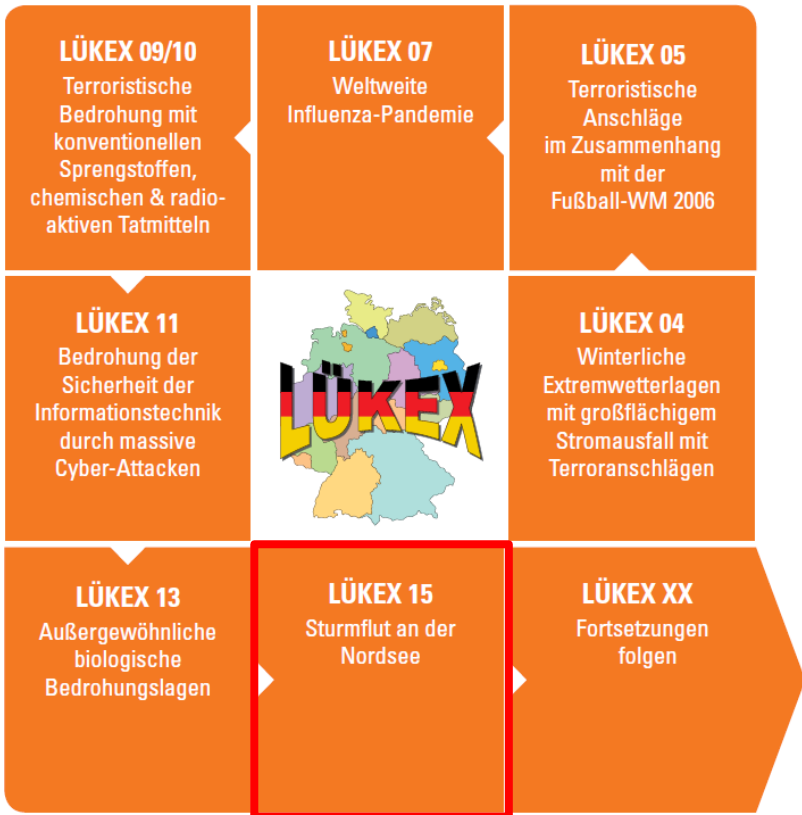 LÜKEX 09/10
Terroristische
Bedrohung mit
konventionellen
Sprengstoffen,
chemischen & radio-
aktiven Tatmitteln
LÜKEX 07
Weltweite
Influenza-Pandemie
LÜKEX 05
Terroristische
Anschläge
im Zusammenhang
mit der
Fußball-WM 2006
LÜKEX 11
Bedrohung der
Sicherheit der
Informationstechnik
durch massive
Cyber-Attacken
LÜKEX
LÜKEX 04
Winterliche
Extremwetterlagen
mit großflächigem
Stromausfall mit
Terroranschlägen
LÜKEX 13
Außergewöhnliche
biologische
Bedrohungslagen
LÜKEX 15
Sturmflut an der
Nordsee
LÜKEX XX
Fortsetzungen
folgen